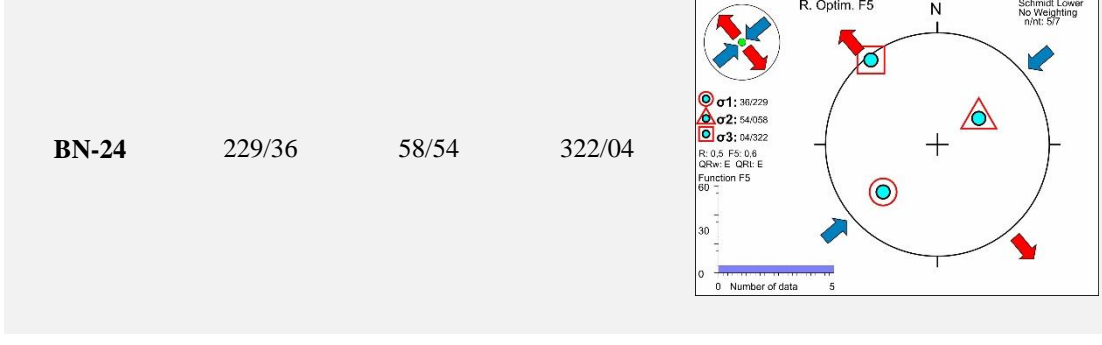 BN-24 229/36 58/54 322/04
R. Optim. F5
N
Schmidt Lower
No Weighting
n/nt: 5/7
σ1: 36/229
σ2: 54/058
σ3: 04/322
R: 0,5 F5: 0,6
QRw: E QRt: E
Function F5
60
30
0
0 Number of data 5